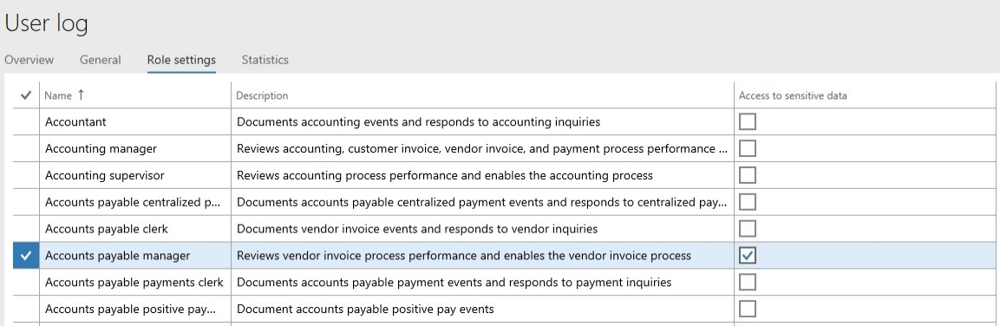 User log
Overview General Role settings Statistics
Name ↑ Description Access to sensitive data
Accountant Documents accounting events and responds to accounting inquiries
Accounting manager Reviews accounting, customer invoice, vendor invoice, and payment process performance ...
Accounting supervisor Reviews accounting process performance and enables the accounting process
Accounts payable centralized p... Documents accounts payable centralized payment events and responds to centralized pay...
Accounts payable clerk Documents vendor invoice events and responds to vendor inquiries
Accounts payable manager Reviews vendor invoice process performance and enables the vendor invoice process
Accounts payable payments clerk Documents accounts payable payment events and responds to payment inquiries
Accounts payable positive pay... Document accounts payable positive pay events